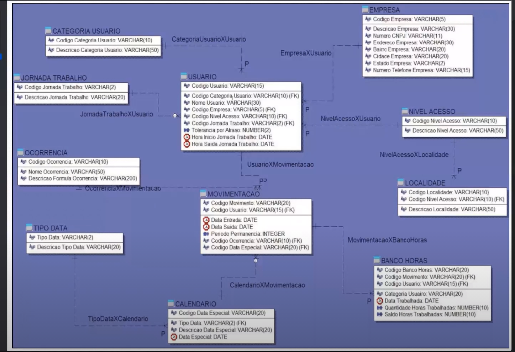 CATEGORIA USUARIO
Codigo Categoria Usuario: VARCHAR(10)
Descricao Categoria Usuario: VARCHAR(50)
CategoriaUsuarioXUsuario
P
EMPRESA
Codigo Empresa: VARCHAR(5)
Descricao Empresa: VARCHAR(30)
Numero CNPJ: VARCHAR(11)
Endereco Empresa: VARCHAR(30)
Bairro Empresa: VARCHAR(20)
Cidade Empresa: VARCHAR(20)
Estado Empresa: VARCHAR(2)
Numero Telefone Empresa: VARCHAR(15)
EmpresaXUsuario
P
JORNADA TRABALHO
Codigo Jornada Trabalho: VARCHAR(2)
Descricao Jornada Trabalho: VARCHAR(20)
JornadaTrabalhoXUsuario
USUARIO
Codigo Usuario: VARCHAR(15)
Codigo Categoria Usuario: VARCHAR(10) (FK)
Nome Usuario: VARCHAR(30)
Codigo Empresa: VARCHAR(5) (FK)
Codigo Nivel Acesso: VARCHAR(10) (FK)
Codigo Jornada Trabalho: VARCHAR(2) (FK)
Tolerancia por Atraso: NUMBER(2)
Hora Inicio Jornada Trabalho: DATE
Hora Saida Jornada Trabalho: DATE
NivelAcessoXUsuario
NIVEL ACESSO
Codigo Nivel Acesso: VARCHAR(10)
Descricao Nivel Acesso: VARCHAR(50)
NivelAcessoXLocalidade
P
OCORRENCIA
Codigo Ocorrencia: VARCHAR(10)
Nome Ocorrencia: VARCHAR(50)
Descricao Formula Ocorrencia: VARCHAR(200)
OcorrenciaXMovimentacao
UsuarioXMovimentacao
LOCALIDADE
Codigo Localidade: VARCHAR(10)
Codigo Nivel Acesso: VARCHAR(10) (FK)
Descricao Localidade: VARCHAR(50)
MOVIMENTACAO
Codigo Movimento: VARCHAR(20)
Codigo Usuario: VARCHAR(15) (FK)
Data Entrada: DATE
Data Saida: DATE
Periodo Permanencia: INTEGER
Codigo Ocorrencia: VARCHAR(10) (FK)
Codigo Data Especial: VARCHAR(20) (FK)
TIPO DATA
Tipo Data: VARCHAR(2)
Descricao Tipo Data: VARCHAR(20)
MovimentacaoXBancoHoras
CalendarioXMovimentacao
BANCO HORAS
Codigo Banco Horas: VARCHAR(20)
Codigo Movimento: VARCHAR(20) (FK)
Codigo Usuario: VARCHAR(15) (FK)
Categoria Usuario: VARCHAR(20)
Data Trabalhada: DATE
Quantidade Horas Trabalhadas: NUMBER(10)
Saldo Horas Trabalhadas: NUMBER(10)
P
CALENDARIO
Codigo Data Especial: VARCHAR(20)
Tipo Data: VARCHAR(2) (FK)
Descricao Data Especial: VARCHAR(20)
Data Especial: DATE
TipoDataXCalendario
P